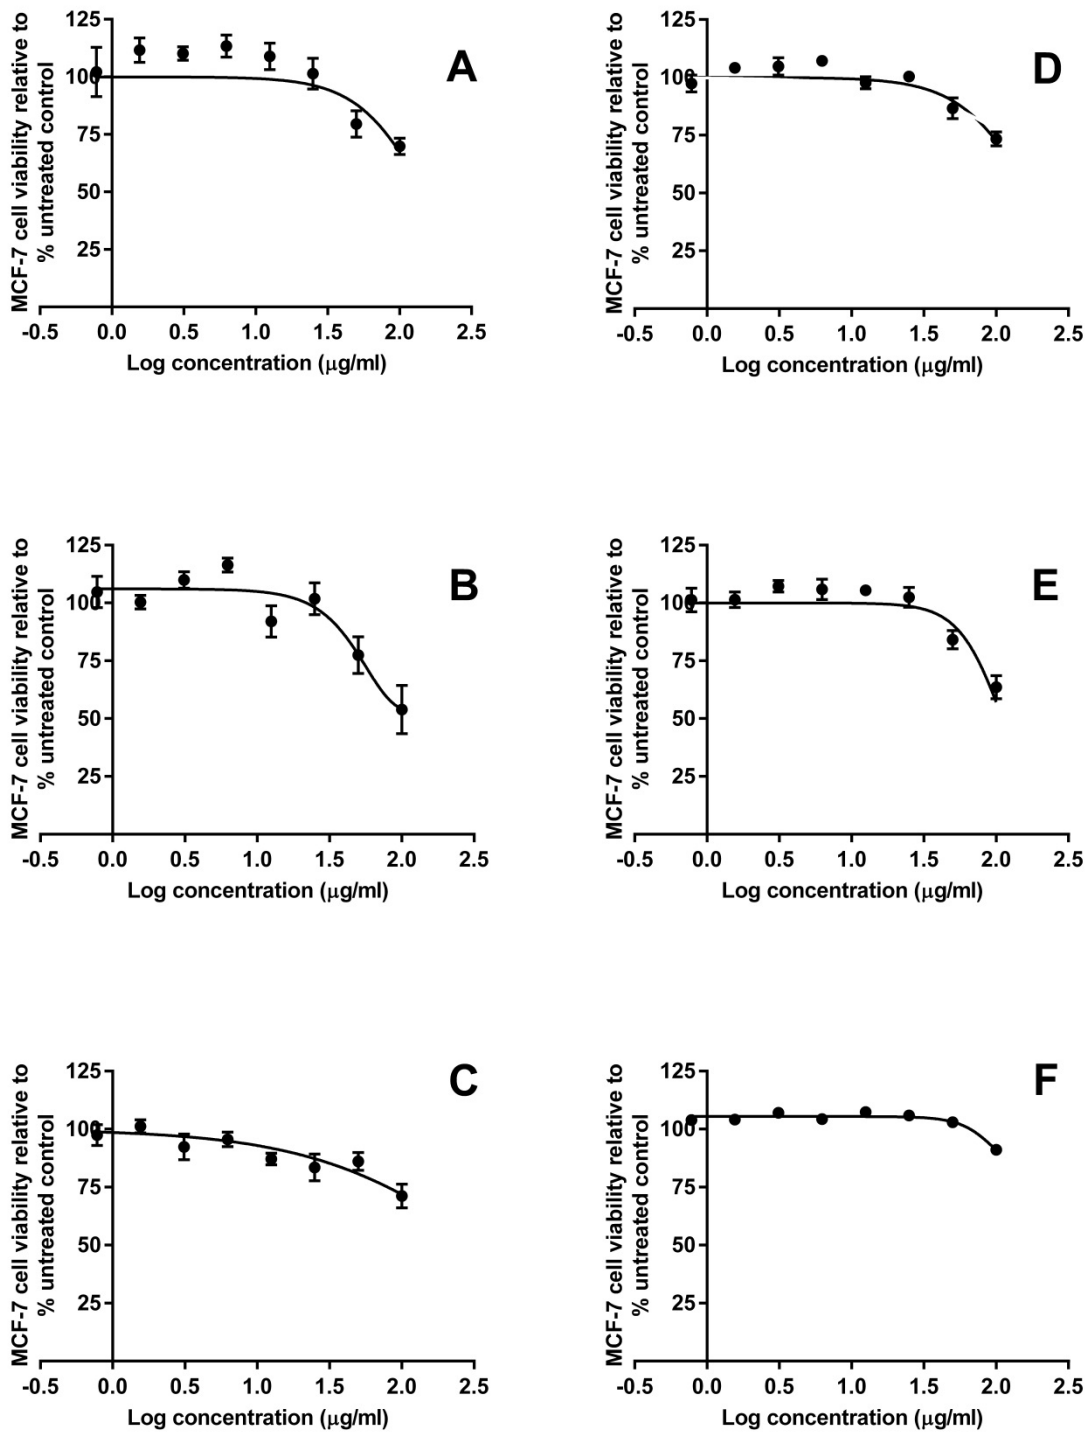 A
MCF-7 cell viability relative to
% untreated control
125
100
75
50
25
-0.5 0.0 0.5 1.0 1.5 2.0 2.5
Log concentration (μg/ml)
D
MCF-7 cell viability relative to
% untreated control
125
100
75
50
25
-0.5 0.0 0.5 1.0 1.5 2.0 2.5
Log concentration (μg/ml)
B
MCF-7 cell viability relative to
% untreated control
125
100
75
50
25
-0.5 0.0 0.5 1.0 1.5 2.0 2.5
Log concentration (μg/ml)
E
MCF-7 cell viability relative to
% untreated control
125
100
75
50
25
-0.5 0.0 0.5 1.0 1.5 2.0 2.5
Log concentration (μg/ml)
C
MCF-7 cell viability relative to
% untreated control
125
100
75
50
25
-0.5 0.0 0.5 1.0 1.5 2.0 2.5
Log concentration (μg/ml)
F
MCF-7 cell viability relative to
% untreated control
125
100
75
50
25
-0.5 0.0 0.5 1.0 1.5 2.0 2.5
Log concentration (μg/ml)